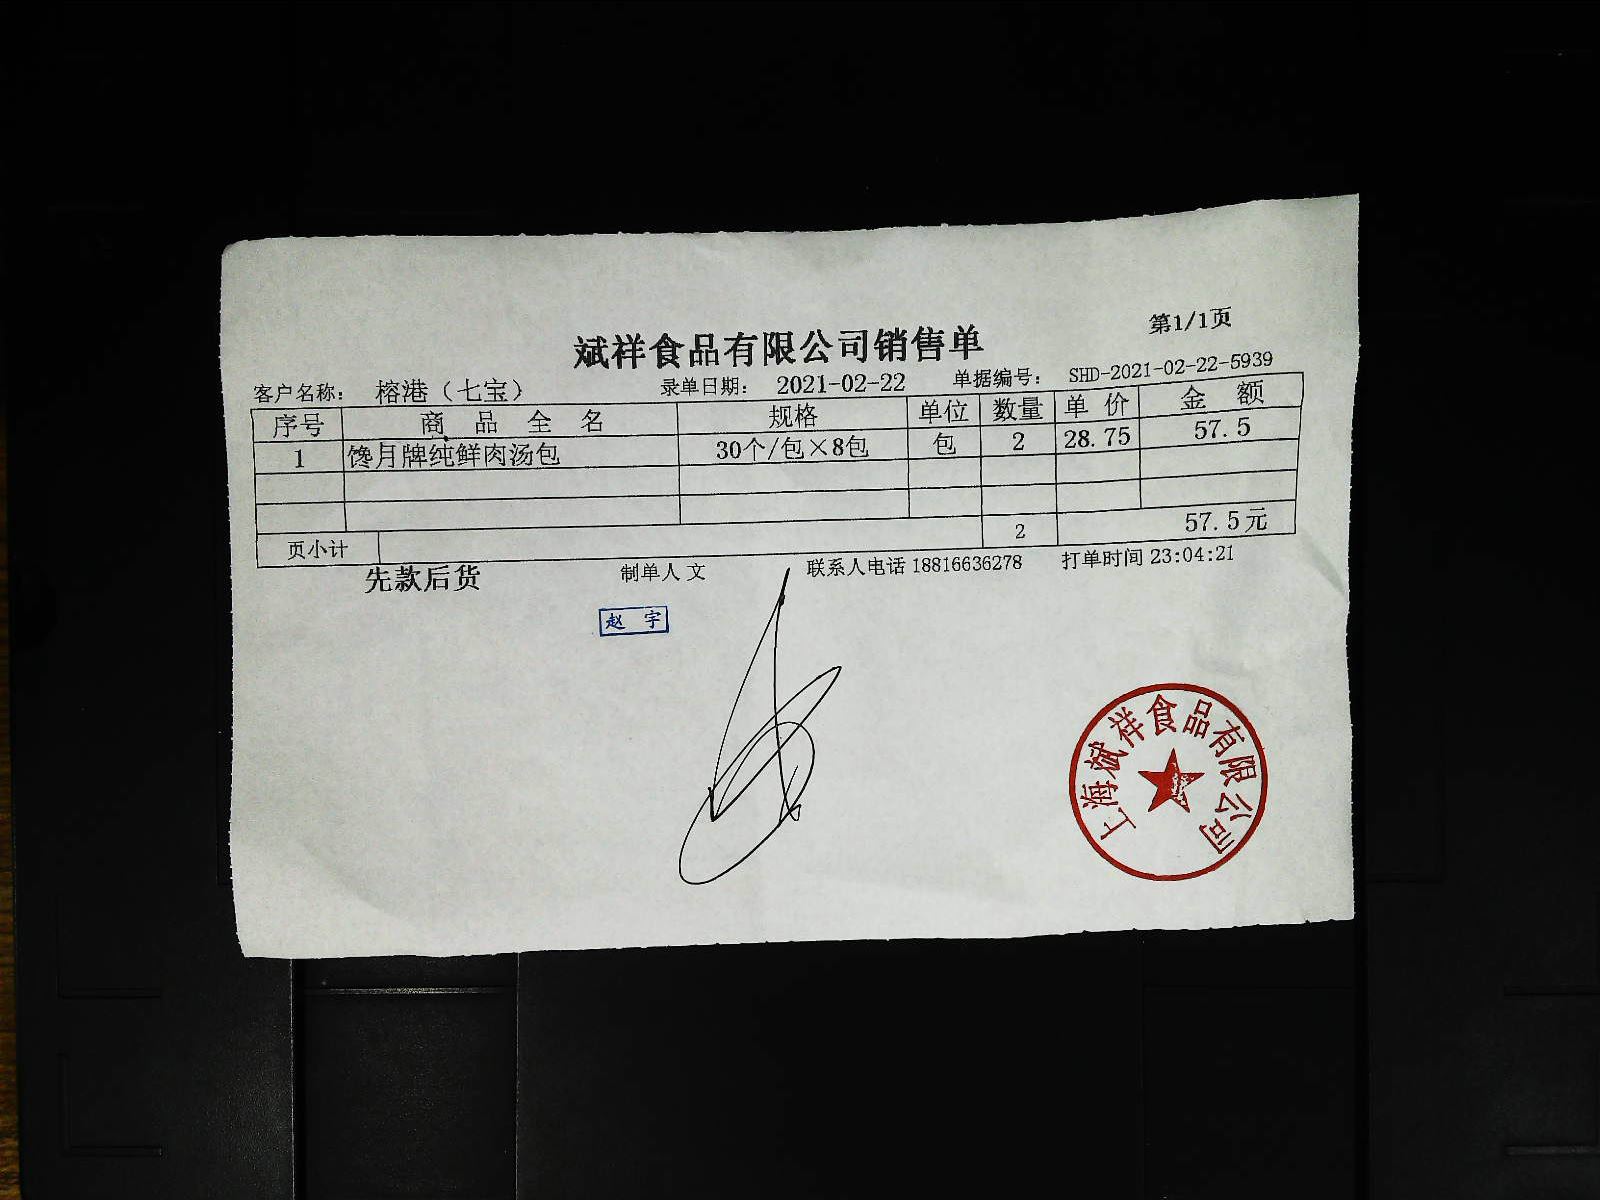 第1/1页
斌祥食品有限公司销售单
客户名称： 榕港（七宝） 录单日期： 2021-02-22 单据编号： SHD-2021-02-22-5939
序号 商品全名 规格 单位 数量 单价 金额
1 馋月牌纯鲜肉汤包 30个/包×8包 包 2 28.75 57.5
页小计 2 57.5元
先款后货 制单人 文 联系人电话 18816636278 打单时间 23:04:21
赵宇
上海斌祥食品有限公司